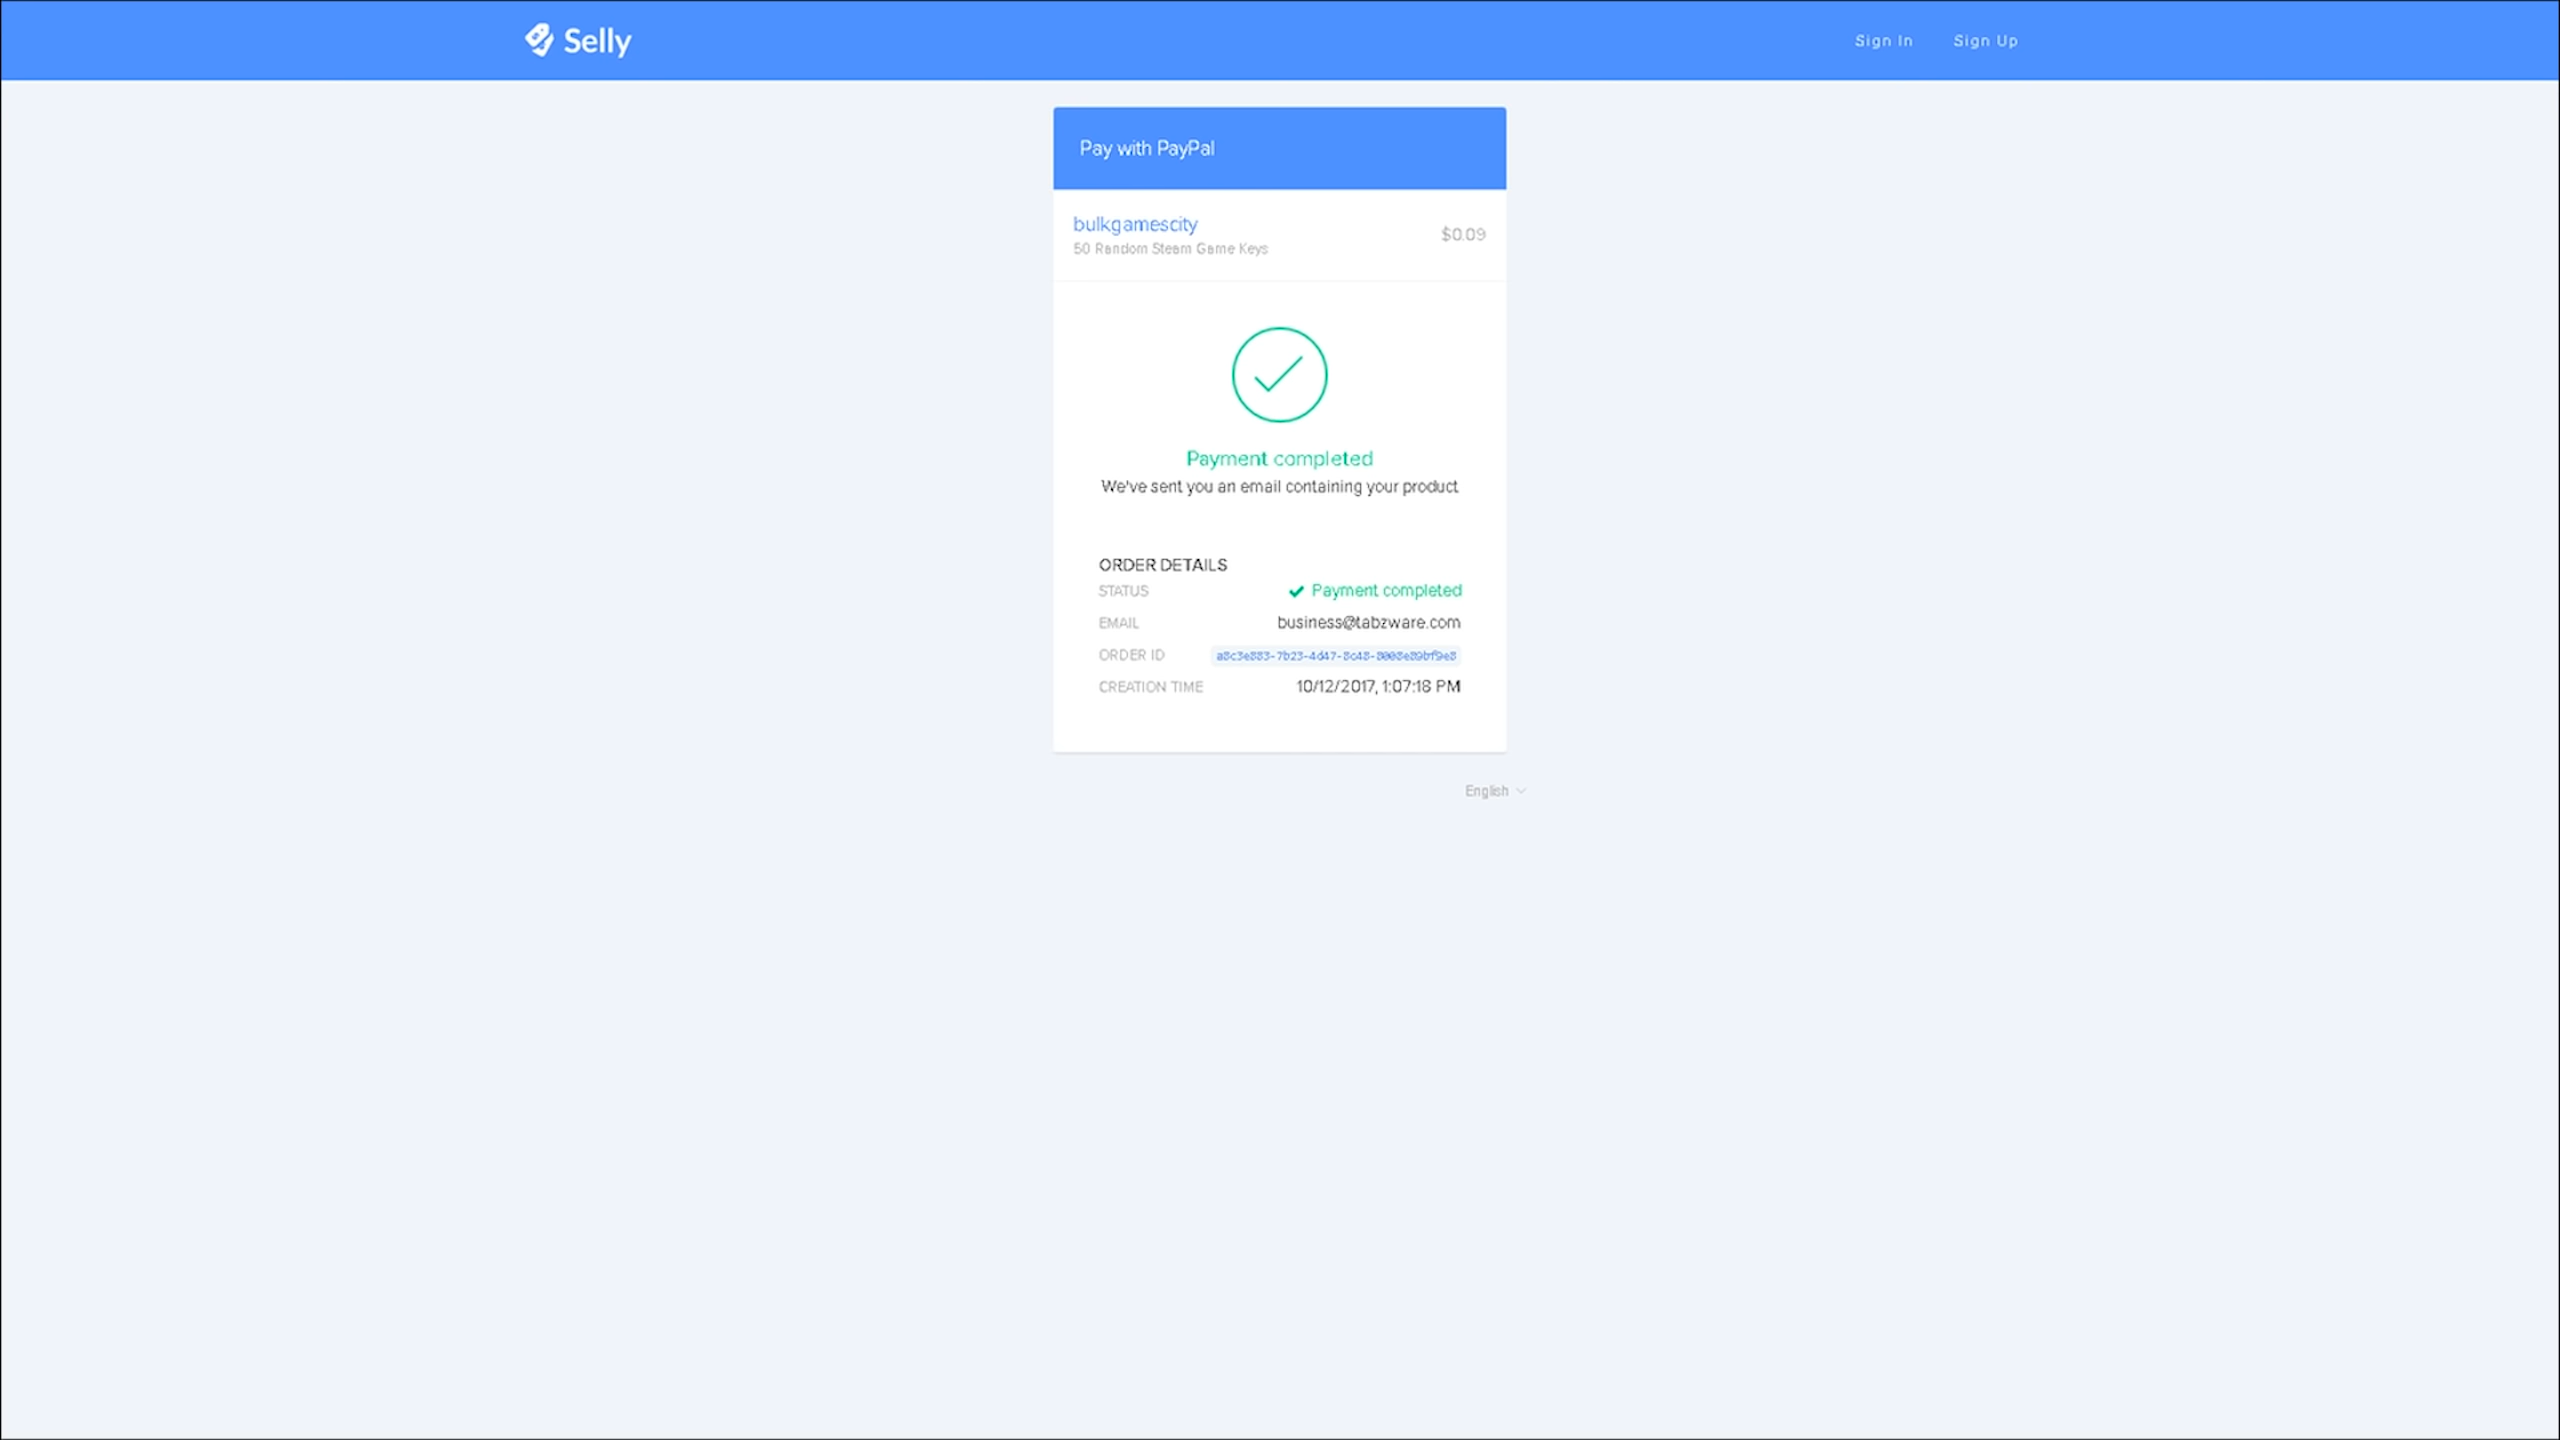 Selly
Sign In
Sign Up
Pay with PayPal
bulkgamescity
$0.09
50 Random Steam Game Keys
Payment completed
We've sent you an email containing your product
ORDER DETAILS
STATUS
Payment completed
EMAIL
business@tabzware.com
ORDER ID
CREATION TIME
10/12/2017, 1:07:18 PM
English